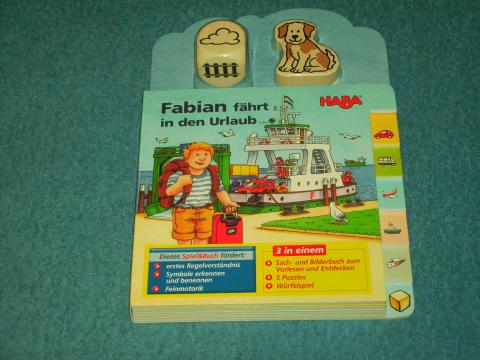 Fabian fährt
in den Urlaub
HABA
Dieses Spiel&Buch fördert:
erstes Regelverständnis
Symbole erkennen
und benennen
Feinmotorik
3 in einem
Sach- und Bilderbuch zum
Vorlesen und Entdecken
5 Puzzles
Würfelspiel